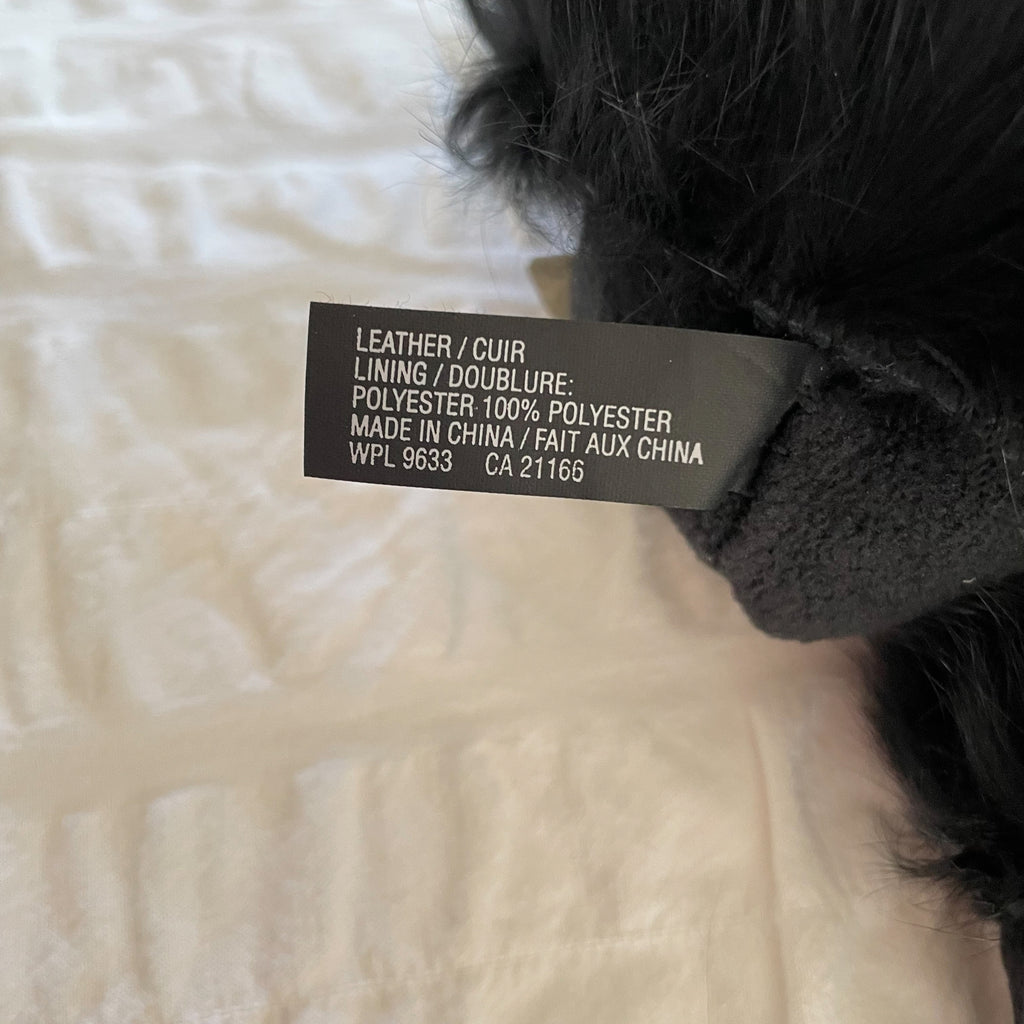 LEATHER / CUIR
LINING / DOUBLURE:
POLYESTER 100% POLYESTER
MADE IN CHINA / FAIT AUX CHINA
WPL 9633 CA 21166